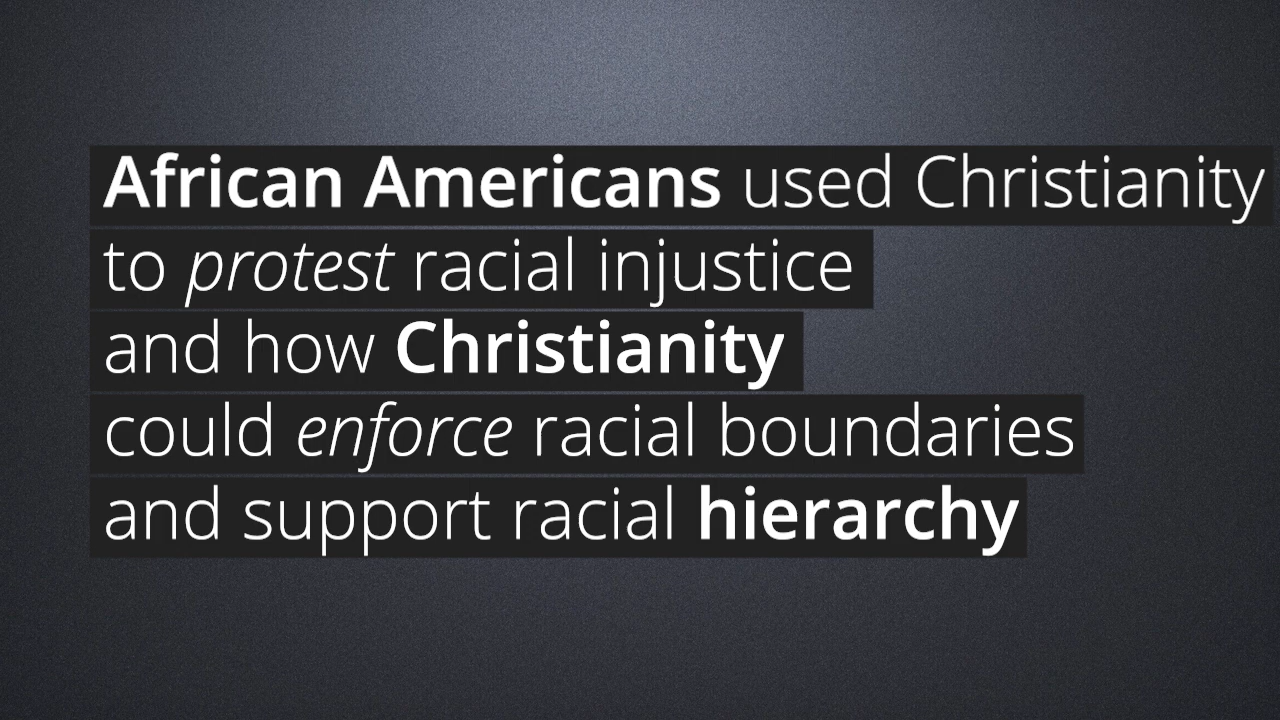 African Americans used Christianity
to protest racial injustice
and how Christianity
could enforce racial boundaries
and support racial hierarchy